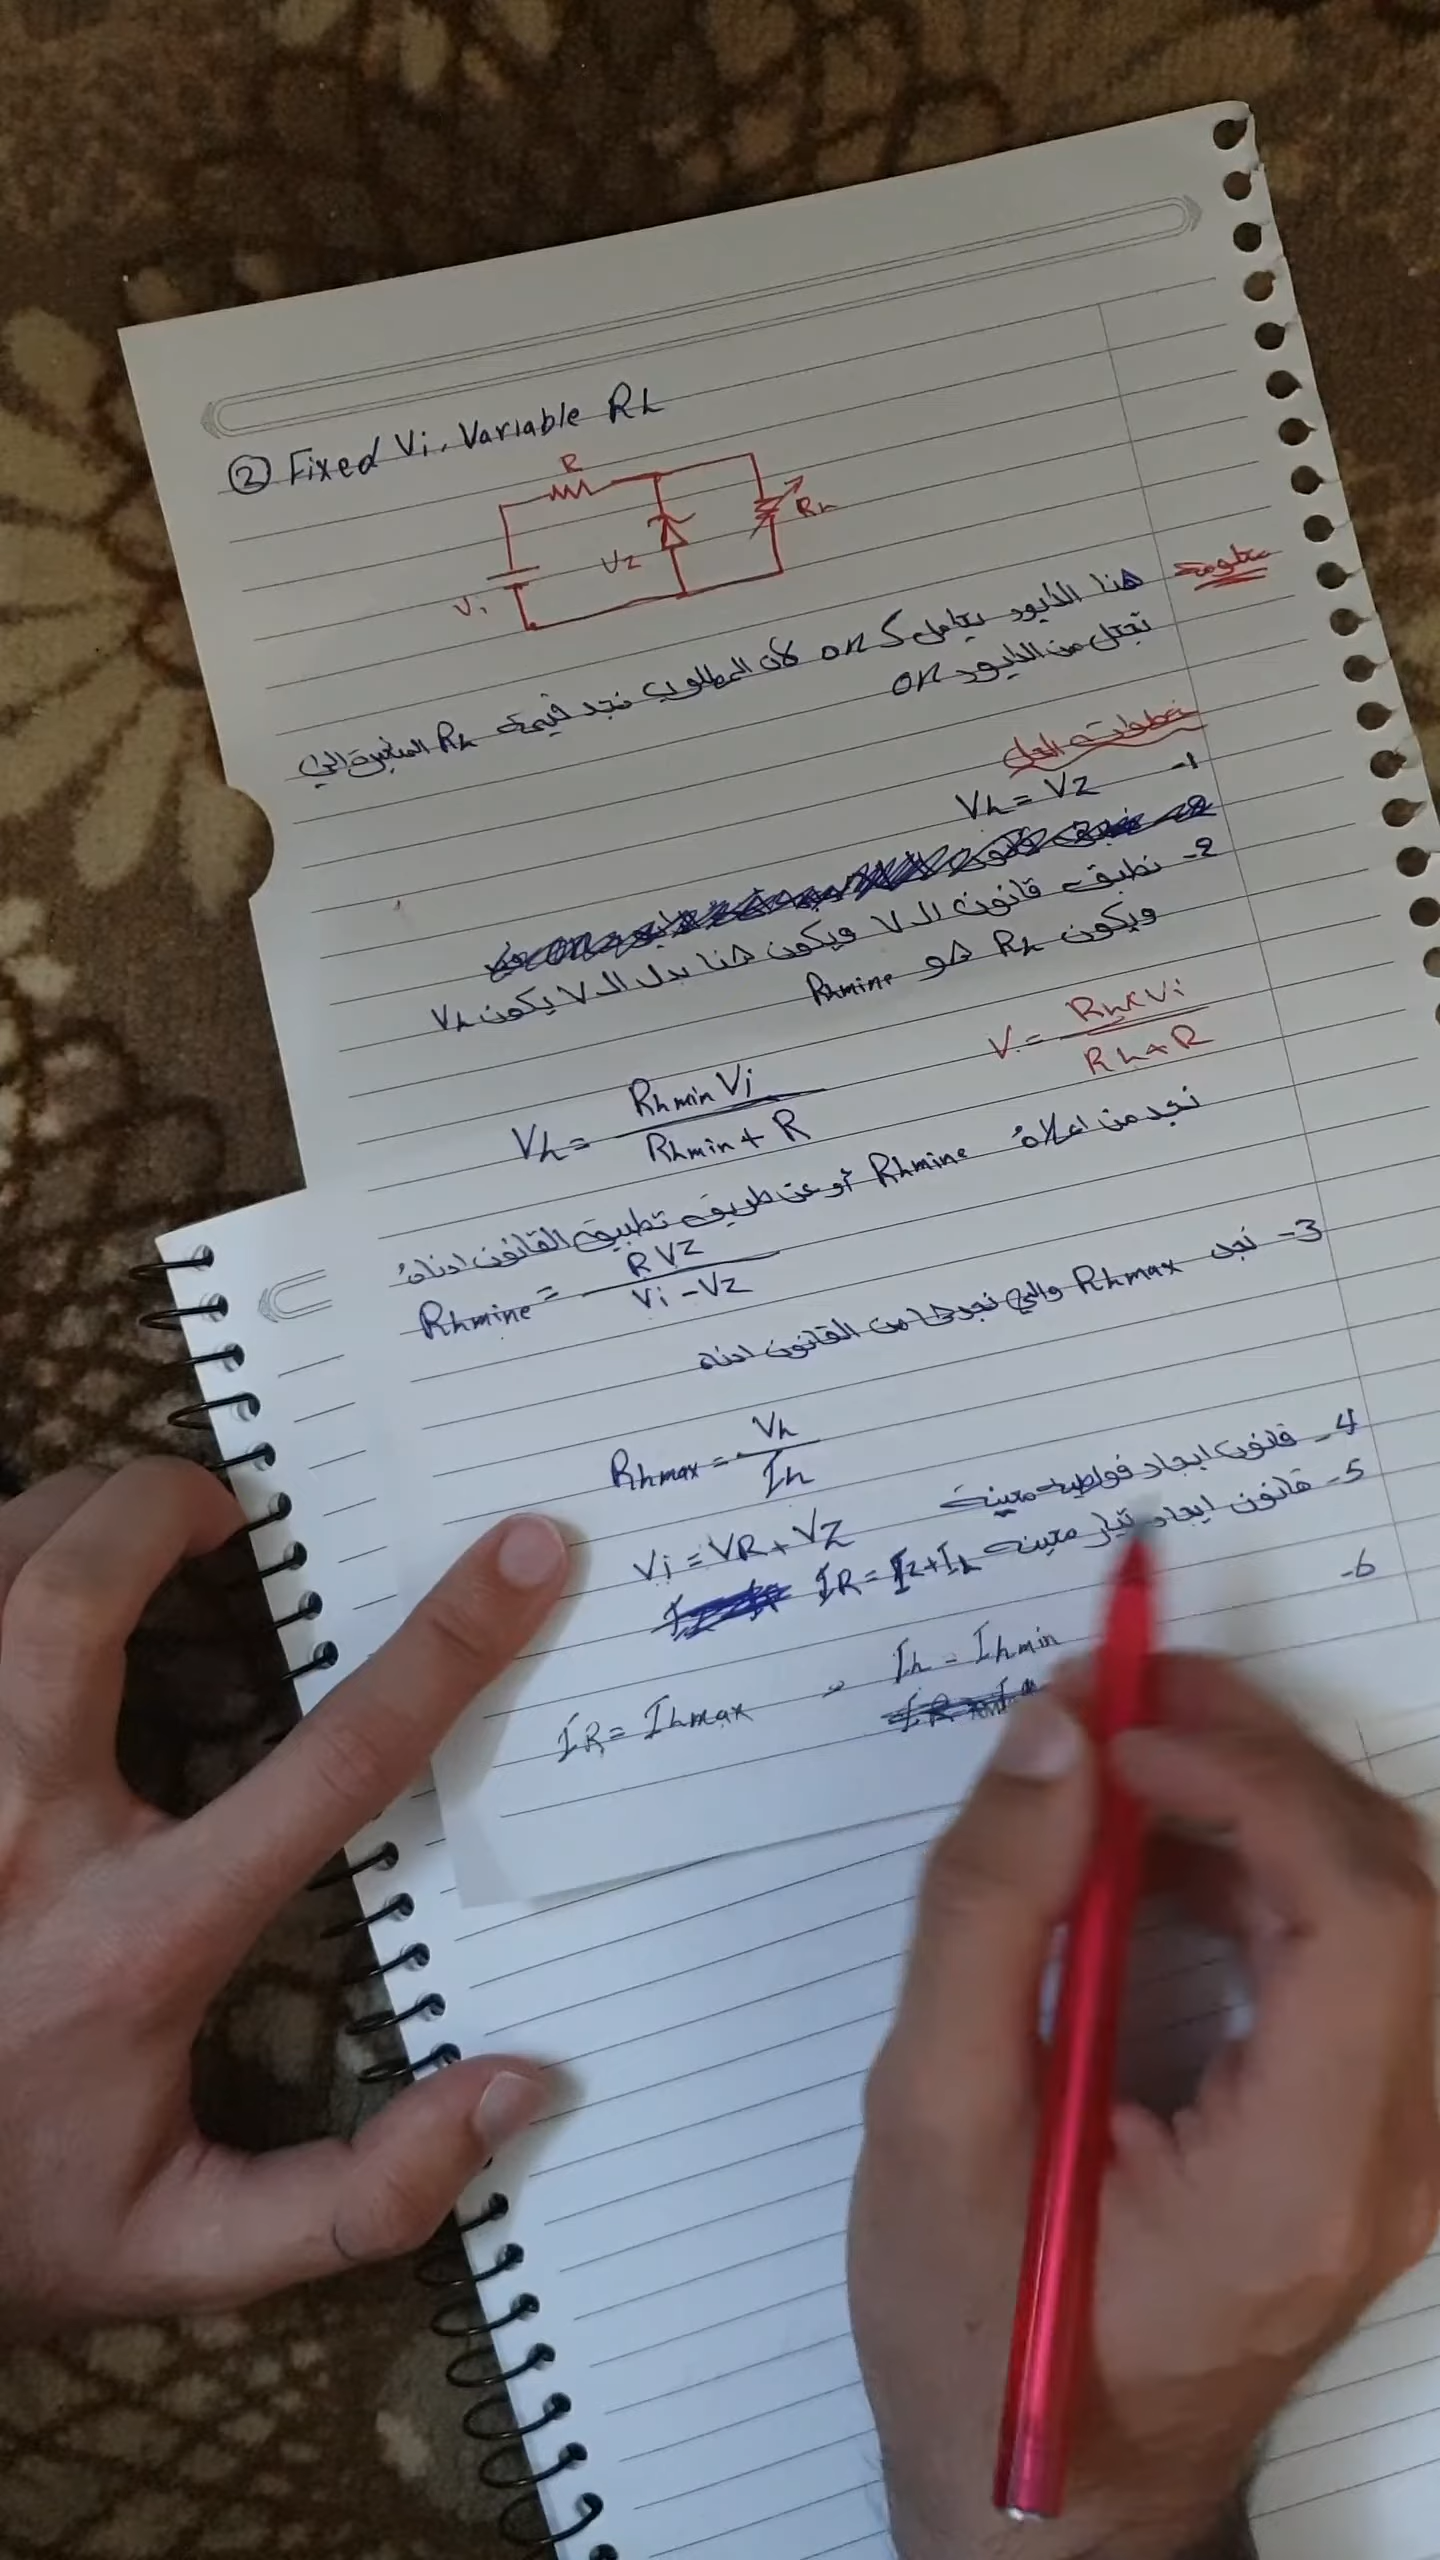 ② Fixed Vi, Variable RL
R
RL
VZ
Vi
معلومة
هنا الدايود يعامل ك on لان المطلوب نجد قيمة RL المتغيرة التي
تجعل من الدايود on
خطوات الحل
1- VL = VZ
2- نطبق قانون الـ V ويكون هنا بدل الـ V يكون VL
ويكون RL هو RLmine
V = RL×Vi / RL+R
VL = RLmin Vi / RLmin + R
نجد من اعلاهُ RLmine أو عن طريق تطبيق القانون ادناهُ
RLmine = R VZ / Vi - VZ
3- نجد RLmax والتي نجدها من القانون ادناه
RLmax = VL / IL
4- قانون ايجاد فولطية معينة
Vi = VR + VZ
5- قانون ايجاد تيار معينه IR = IZ + IL
6-
IR = ILmax
IL = ILmin